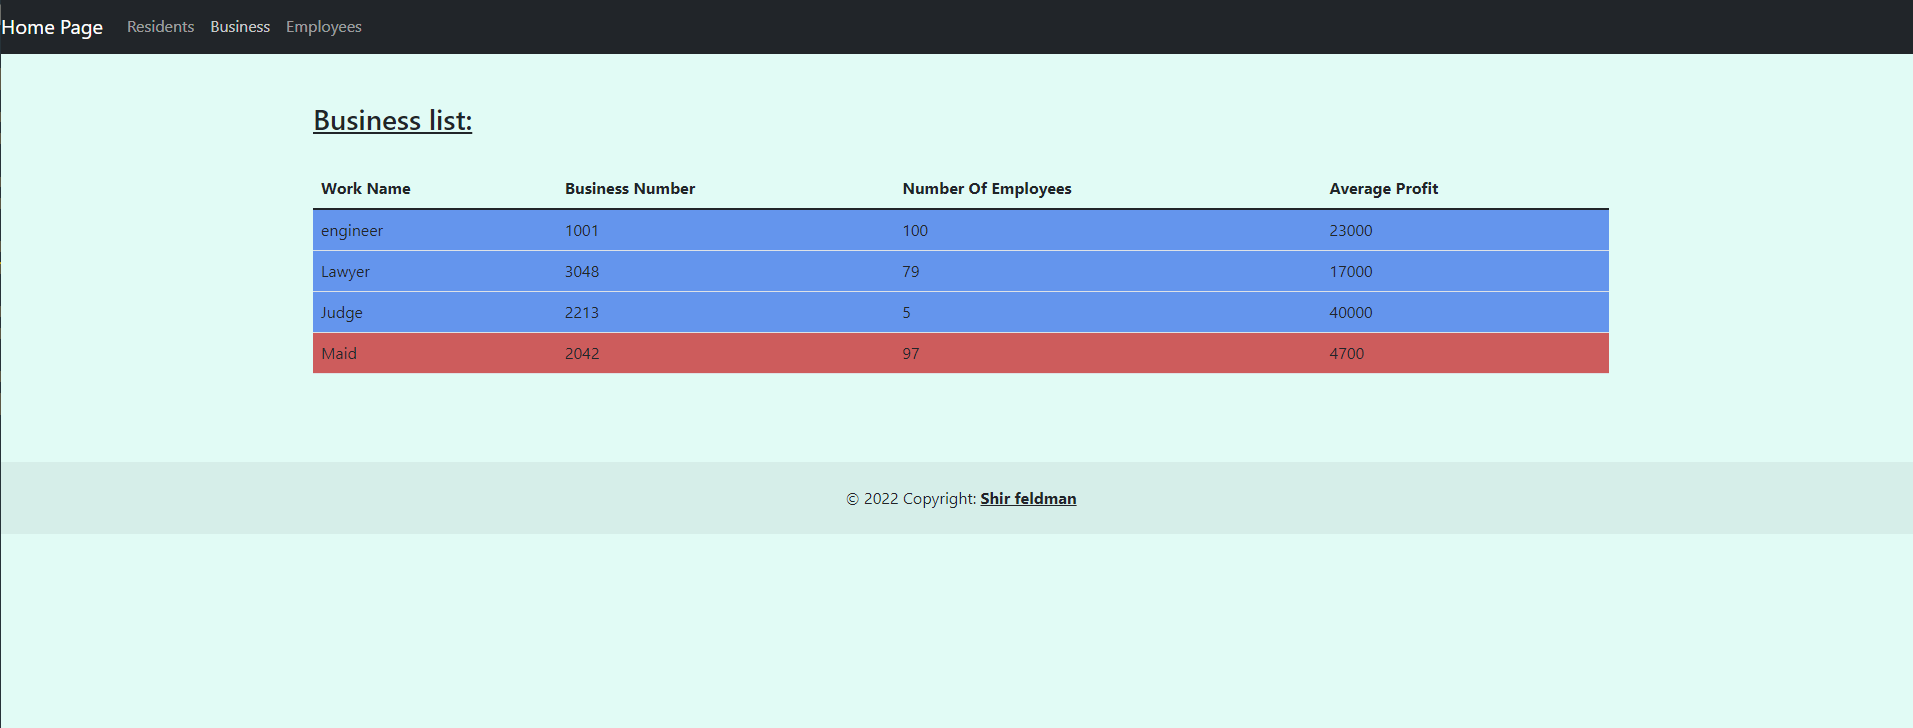 Home Page Residents Business Employees
Business list:
Work Name Business Number Number Of Employees Average Profit
engineer 1001 100 23000
Lawyer 3048 79 17000
Judge 2213 5 40000
Maid 2042 97 4700
© 2022 Copyright: Shir feldman